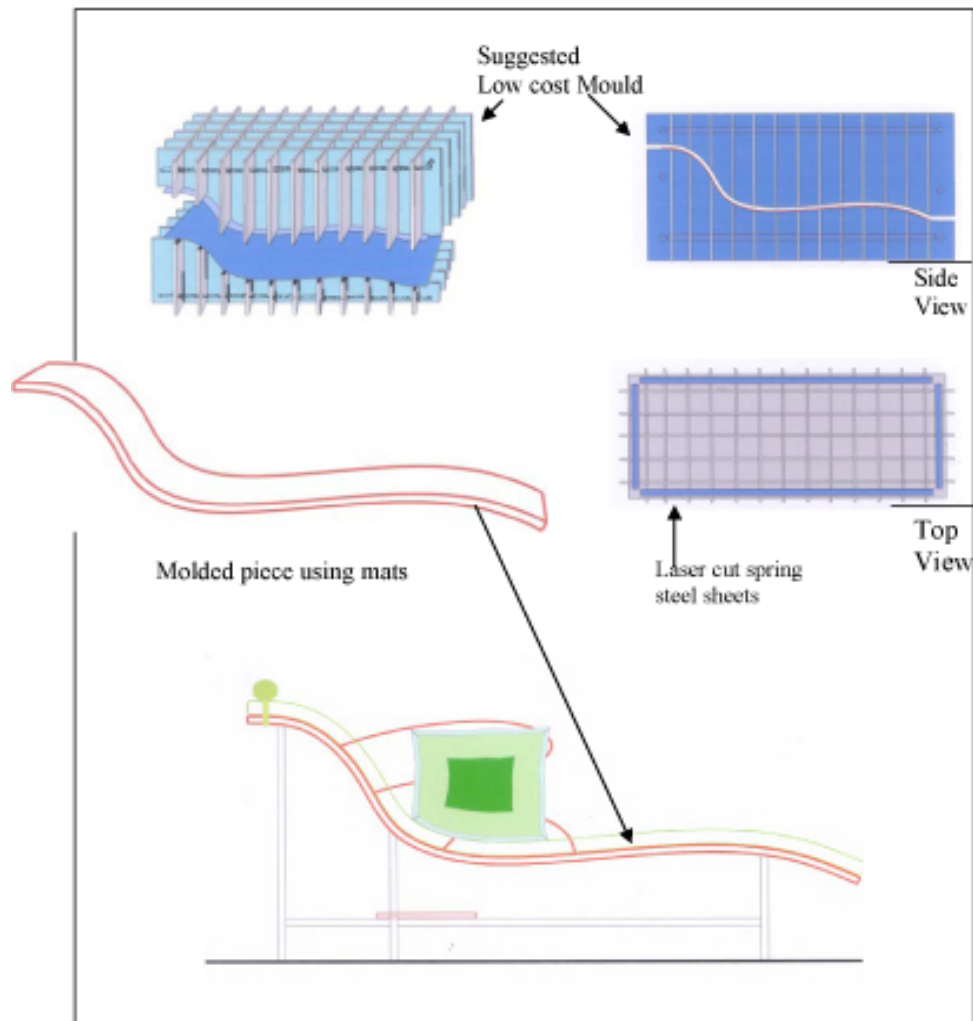 Suggested
Low cost Mould
Side
View
Molded piece using mats
Top
View
Laser cut spring
steel sheets